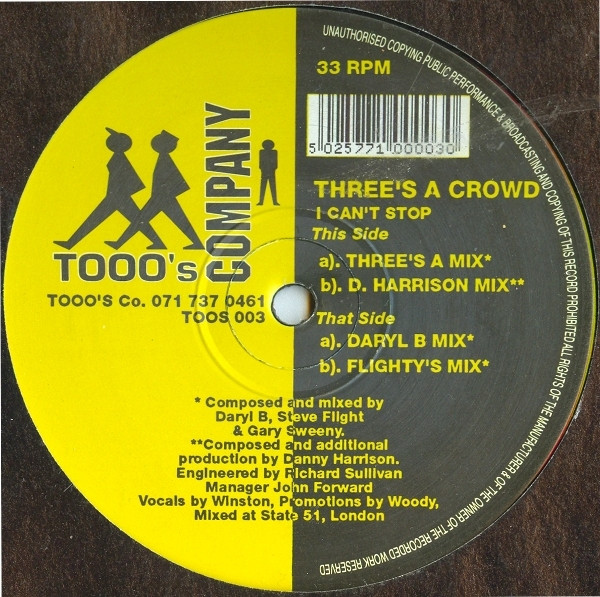 UNAUTHORISED COPYING PUBLIC PERFORMANCE & BROADCASTING AND COPYING OF THIS RECORD PROHIBITED ALL RIGHTS OF THE MANUFACTURER & OF THE OWNER OF THE RECORDED WORK RESERVED
33 RPM
5 025771 000030
TOOO's
COMPANY
TOOO'S Co. 071 737 0461
TOOS 003
THREE'S A CROWD
I CAN'T STOP
This Side
a). THREE'S A MIX*
b). D. HARRISON MIX**
That Side
a). DARYL B MIX*
b). FLIGHTY'S MIX*
* Composed and mixed by
Daryl B, Steve Flight
& Gary Sweeny.
**Composed and additional
production by Danny Harrison.
Engineered by Richard Sullivan
Manager John Forward
Vocals by Winston, Promotions by Woody,
Mixed at State 51, London